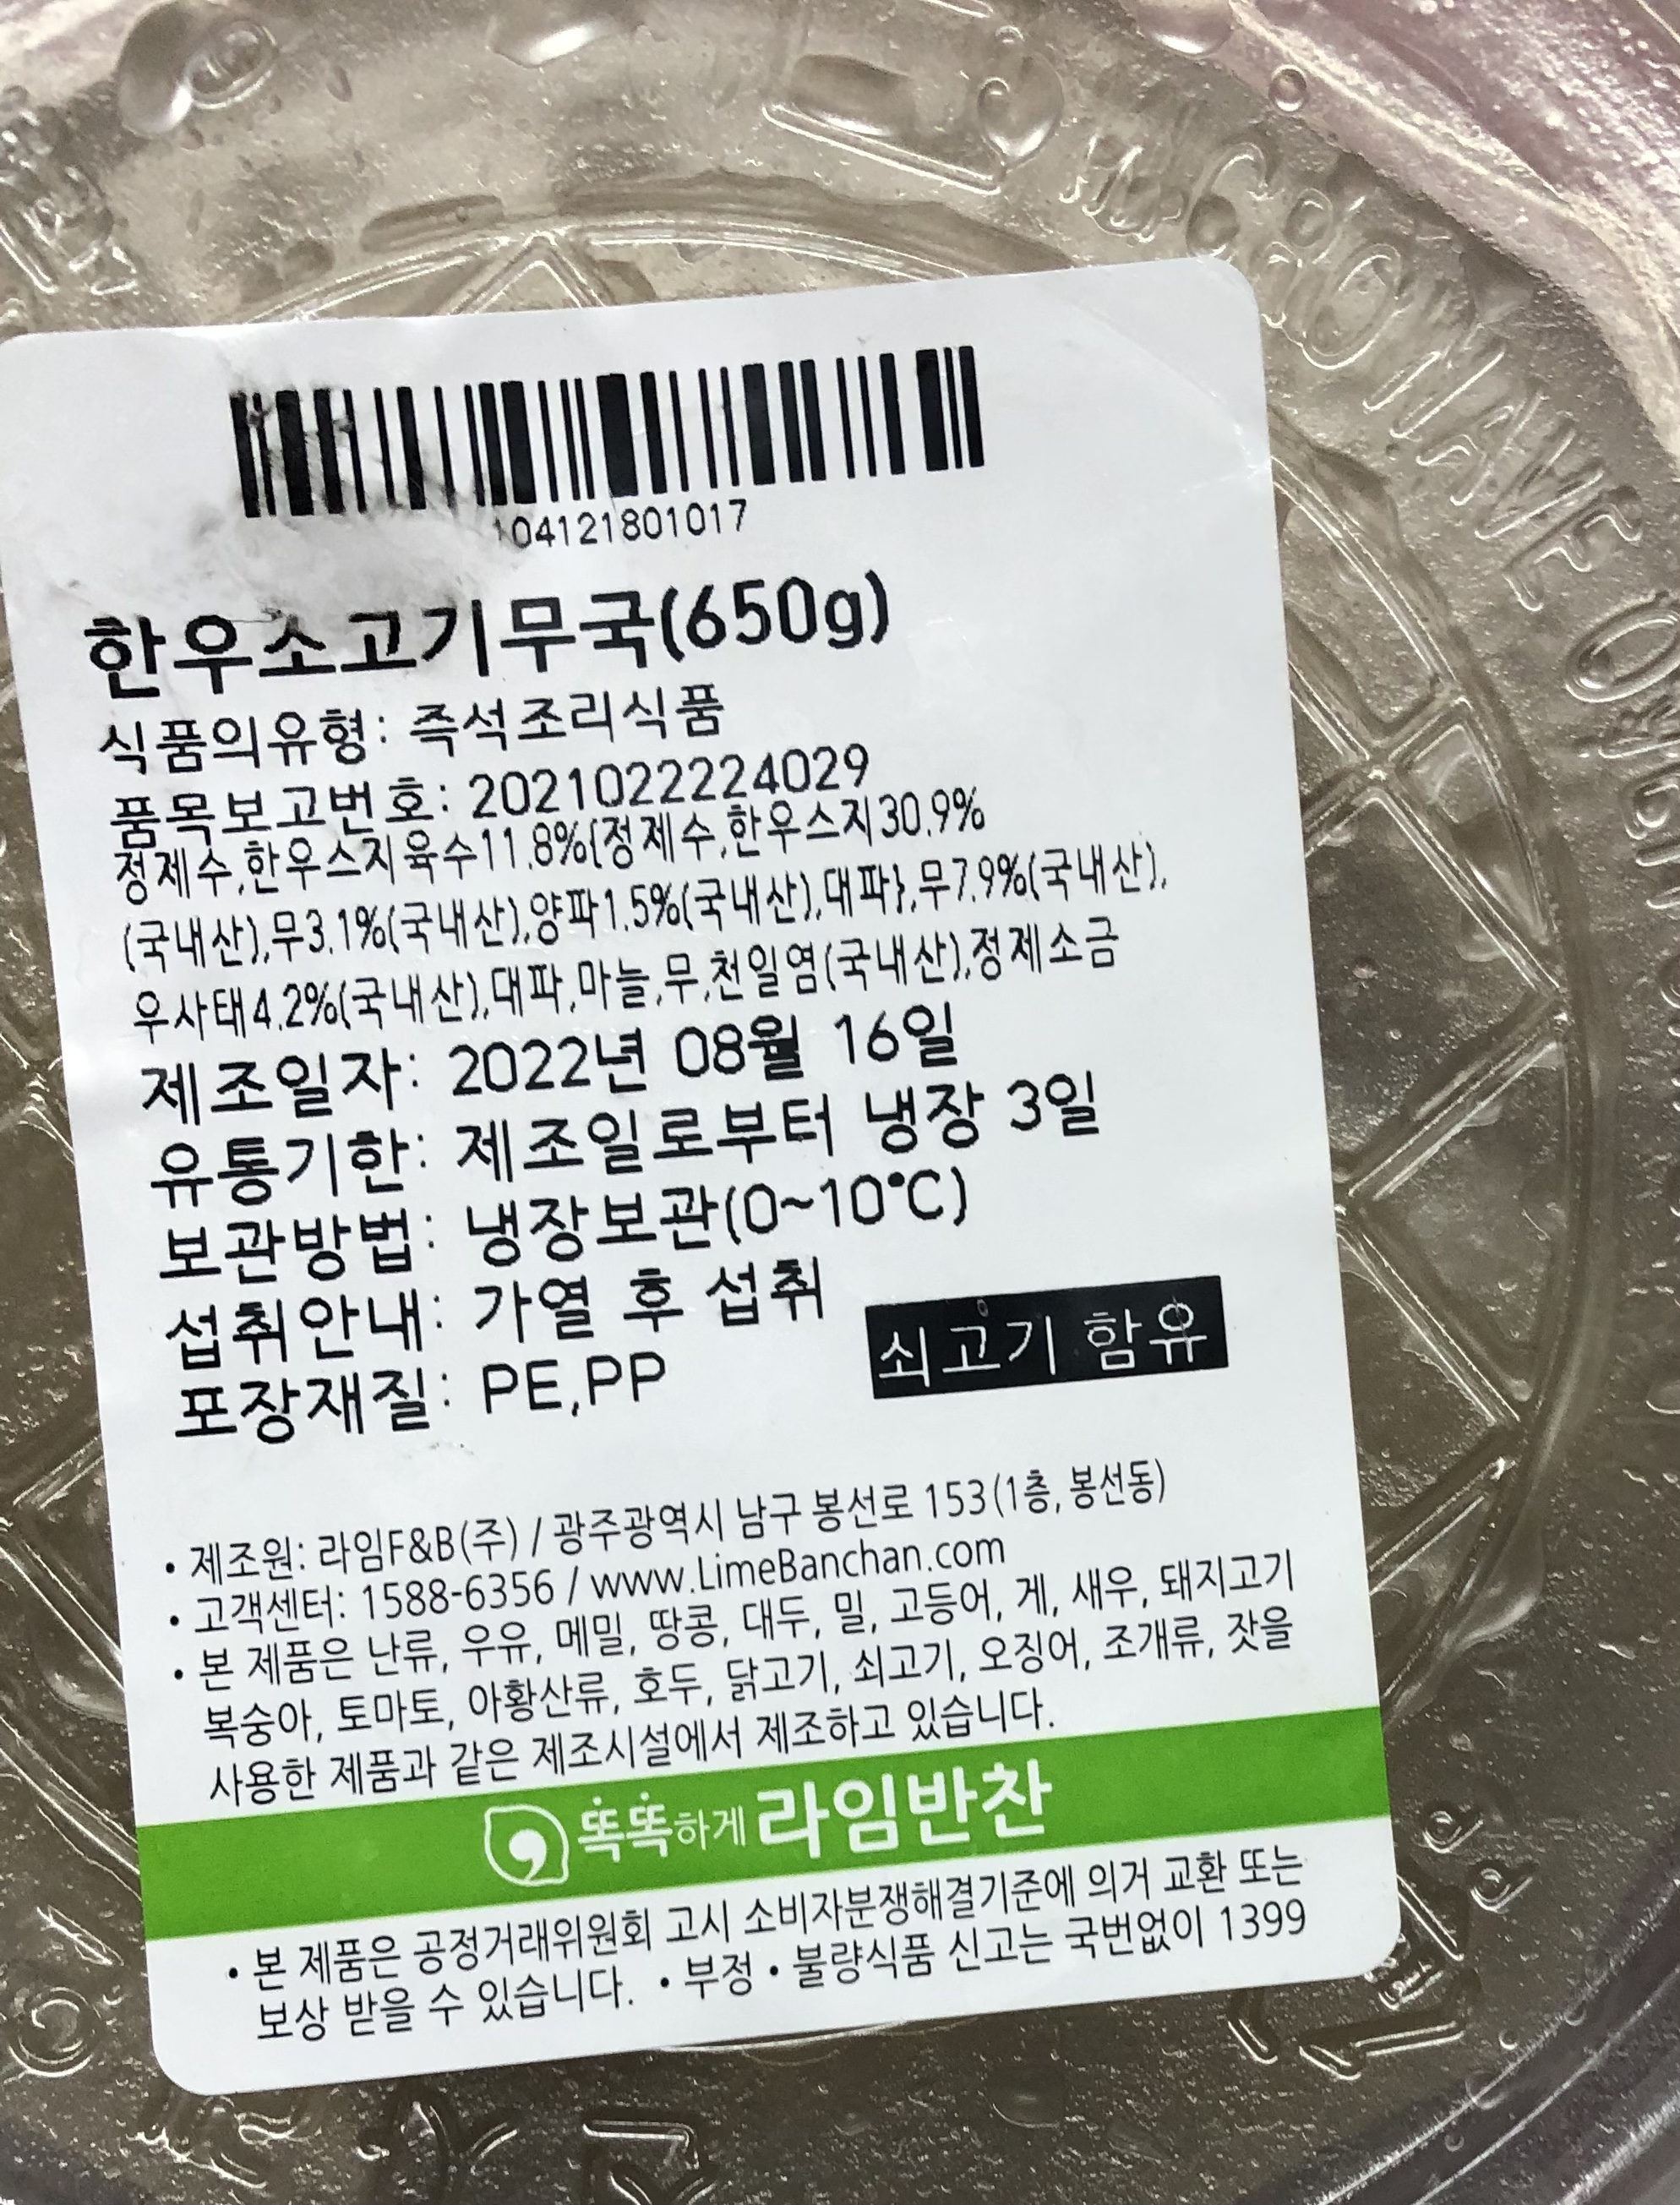 04121801017
한우소고기무국(650g)
식품의유형: 즉석조리식품
품목보고번호: 2021022224029
정제수,한우스지육수11.8%{정제수,한우스지30.9%
(국내산),무3.1%(국내산),양파1.5%(국내산),대파},무7.9%(국내산),
우사태4.2%(국내산),대파,마늘,무,천일염(국내산),정제소금
제조일자: 2022년 08월 16일
유통기한: 제조일로부터 냉장 3일
보관방법: 냉장보관(0~10℃)
섭취안내: 가열 후 섭취
쇠고기 함유
포장재질: PE,PP
• 제조원: 라임F&B(주) / 광주광역시 남구 봉선로 153(1층, 봉선동)
• 고객센터: 1588-6356 / www.LimeBanchan.com
• 본 제품은 난류, 우유, 메밀, 땅콩, 대두, 밀, 고등어, 게, 새우, 돼지고기
복숭아, 토마토, 아황산류, 호두, 닭고기, 쇠고기, 오징어, 조개류, 잣을
사용한 제품과 같은 제조시설에서 제조하고 있습니다.
똑똑하게 라임반찬
• 본 제품은 공정거래위원회 고시 소비자분쟁해결기준에 의거 교환 또는
보상 받을 수 있습니다. • 부정 • 불량식품 신고는 국번없이 1399
PP